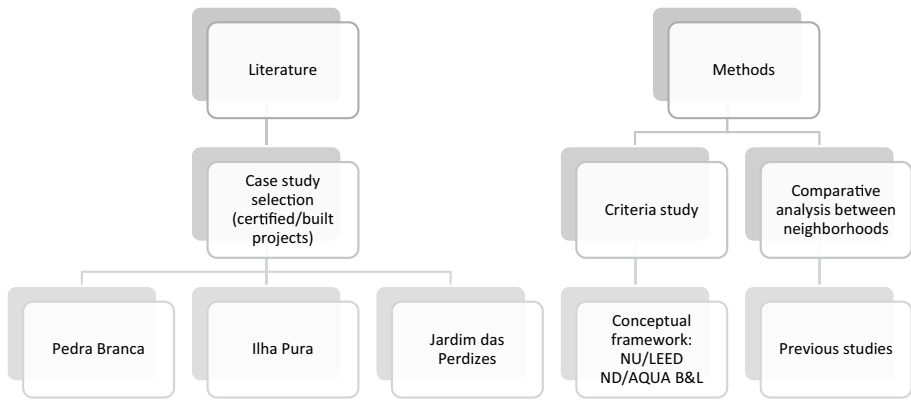 Literature
Methods
Case study
selection
(certified/built
projects)
Criteria study
Comparative
analysis between
neighborhoods
Pedra Branca
Ilha Pura
Jardim das
Perdizes
Conceptual
framework:
NU/LEED
ND/AQUA B&L
Previous studies